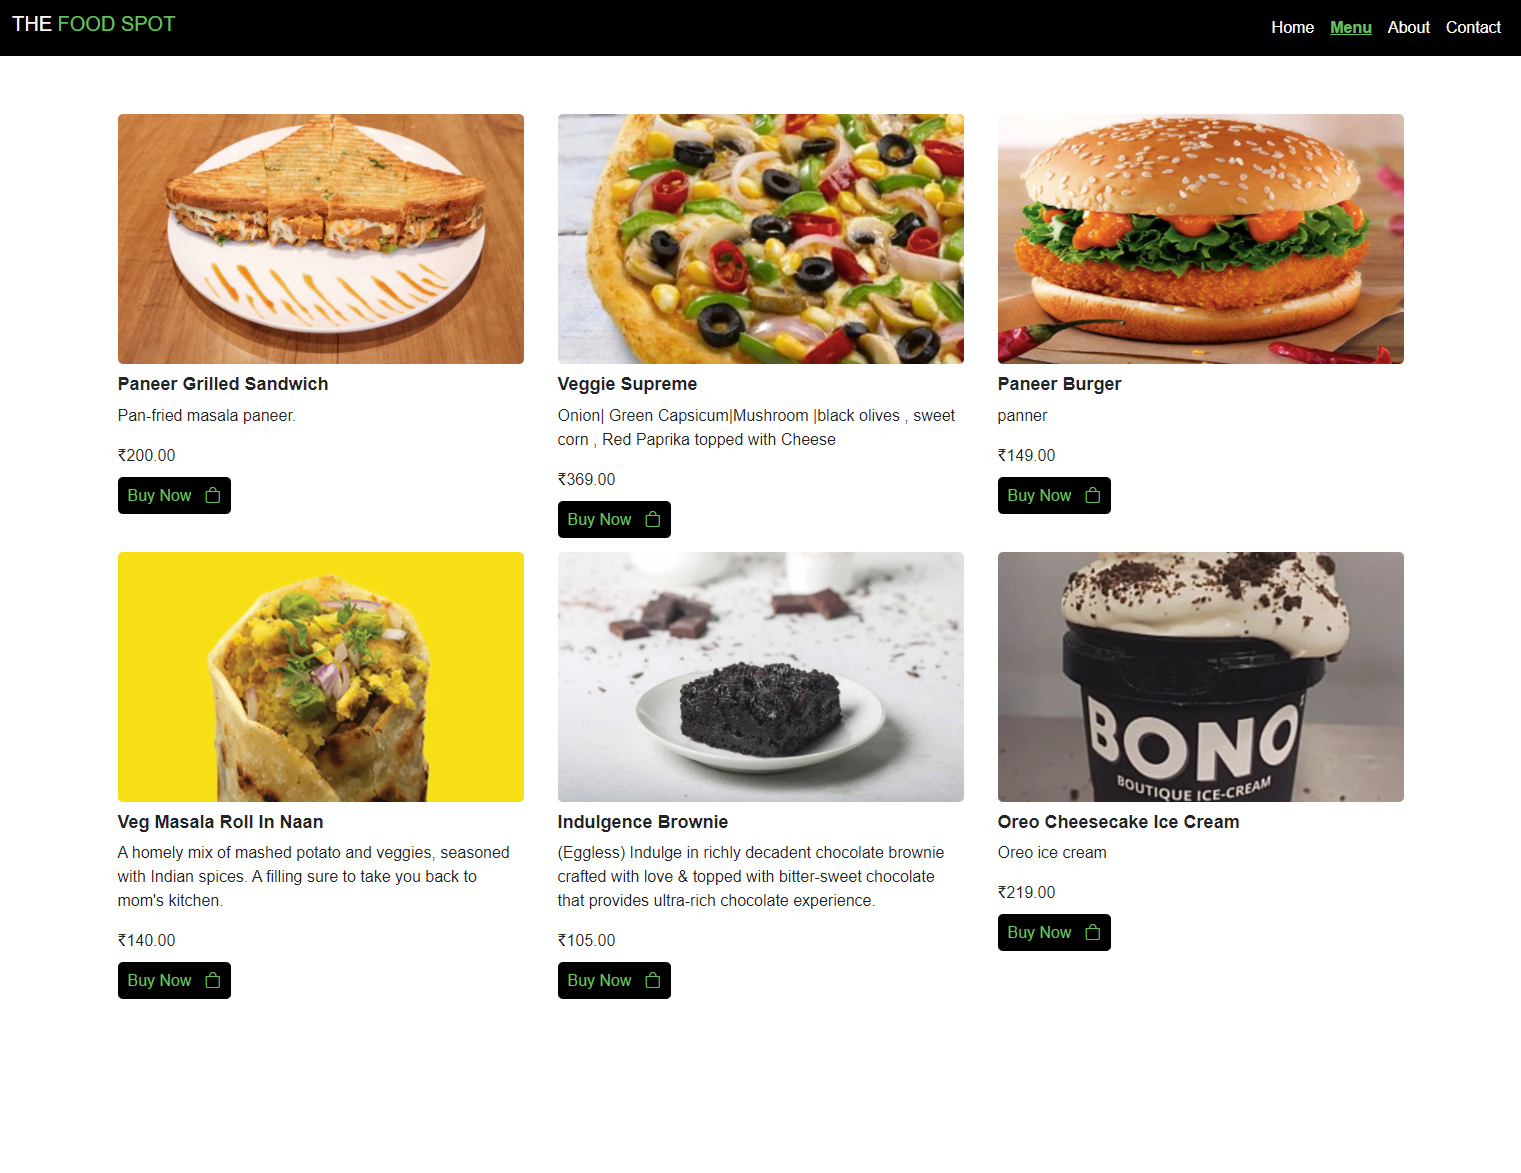 THE FOOD SPOT
Home Menu About Contact
Paneer Grilled Sandwich
Pan-fried masala paneer.
₹200.00
Buy Now
Veggie Supreme
Onion| Green Capsicum|Mushroom |black olives , sweet
corn , Red Paprika topped with Cheese
₹369.00
Buy Now
Paneer Burger
panner
₹149.00
Buy Now
Veg Masala Roll In Naan
A homely mix of mashed potato and veggies, seasoned
with Indian spices. A filling sure to take you back to
mom's kitchen.
₹140.00
Buy Now
Indulgence Brownie
(Eggless) Indulge in richly decadent chocolate brownie
crafted with love & topped with bitter-sweet chocolate
that provides ultra-rich chocolate experience.
₹105.00
Buy Now
BONO
BOUTIQUE ICE-CREAM
Oreo Cheesecake Ice Cream
Oreo ice cream
₹219.00
Buy Now